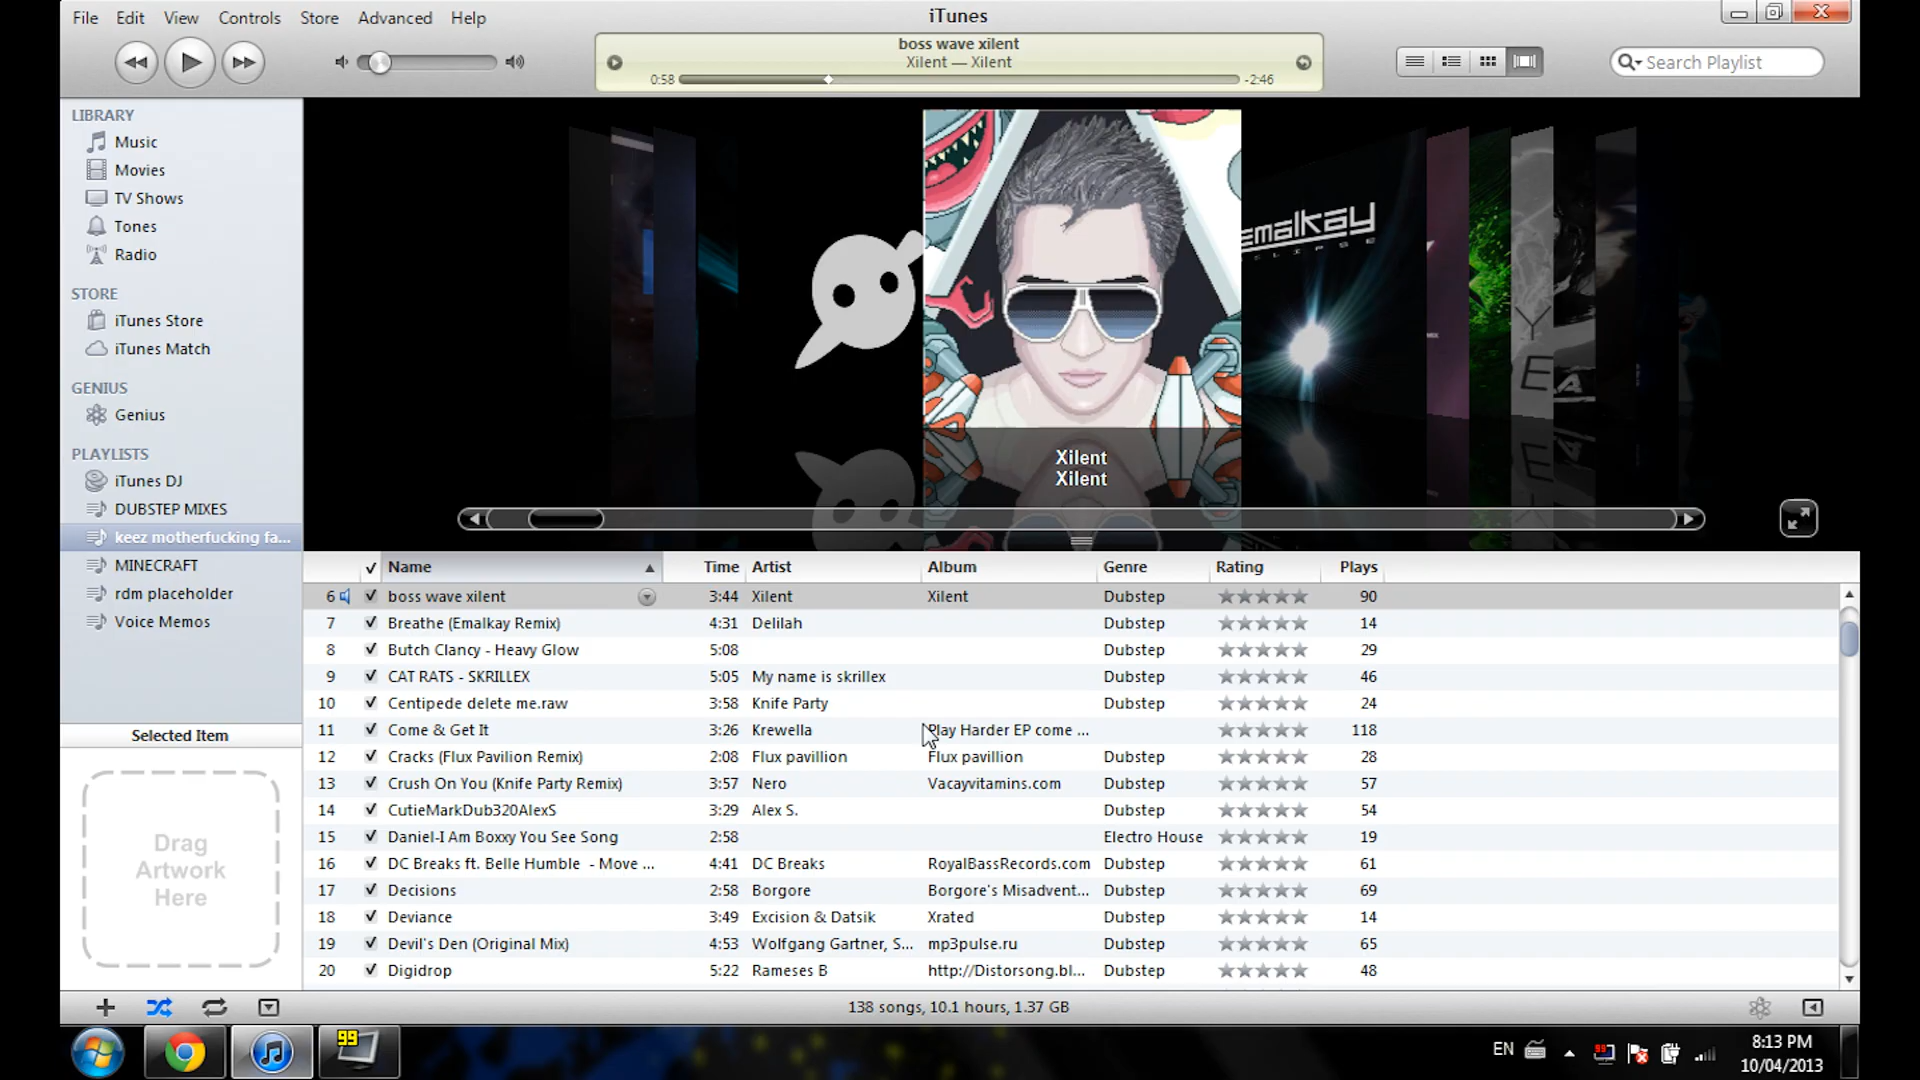 File Edit View Controls Store Advanced Help
iTunes
boss wave xilent
Xilent — Xilent
0:58 -2:46
Search Playlist
LIBRARY
Music
Movies
TV Shows
Tones
Radio
STORE
iTunes Store
iTunes Match
GENIUS
Genius
PLAYLISTS
iTunes DJ
DUBSTEP MIXES
keez motherfucking fa...
MINECRAFT
rdm placeholder
Voice Memos
Selected Item
Drag
Artwork
Here
Xilent
Xilent
Name Time Artist Album Genre Rating Plays
6 boss wave xilent 3:44 Xilent Xilent Dubstep 90
7 Breathe (Emalkay Remix) 4:31 Delilah Dubstep 14
8 Butch Clancy - Heavy Glow 5:08 Dubstep 29
9 CAT RATS - SKRILLEX 5:05 My name is skrillex Dubstep 46
10 Centipede delete me.raw 3:58 Knife Party Dubstep 24
11 Come & Get It 3:26 Krewella Play Harder EP come ... 118
12 Cracks (Flux Pavilion Remix) 2:08 Flux pavillion Flux pavillion Dubstep 28
13 Crush On You (Knife Party Remix) 3:57 Nero Vacayvitamins.com Dubstep 57
14 CutieMarkDub320AlexS 3:29 Alex S. Dubstep 54
15 Daniel-I Am Boxxy You See Song 2:58 Electro House 19
16 DC Breaks ft. Belle Humble - Move ... 4:41 DC Breaks RoyalBassRecords.com Dubstep 61
17 Decisions 2:58 Borgore Borgore's Misadvent... Dubstep 69
18 Deviance 3:49 Excision & Datsik Xrated Dubstep 14
19 Devil's Den (Original Mix) 4:53 Wolfgang Gartner, S... mp3pulse.ru Dubstep 65
20 Digidrop 5:22 Rameses B http://Distorsong.bl... Dubstep 48
138 songs, 10.1 hours, 1.37 GB
99
EN
8:13 PM
10/04/2013